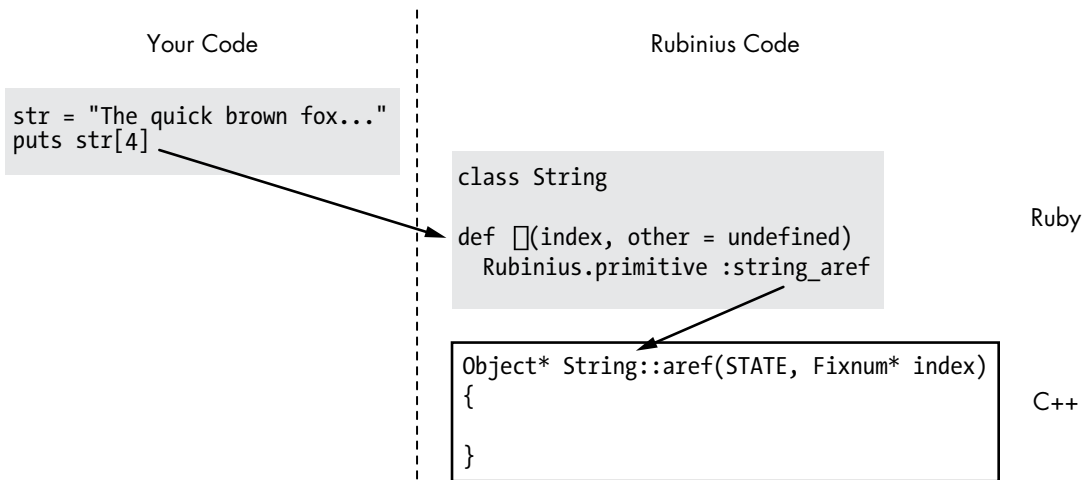 Your Code
Rubinius Code
str = "The quick brown fox..."
puts str[4]
class String
def [](index, other = undefined)
Rubinius.primitive :string_aref
Ruby
Object* String::aref(STATE, Fixnum* index)
{
}
C++